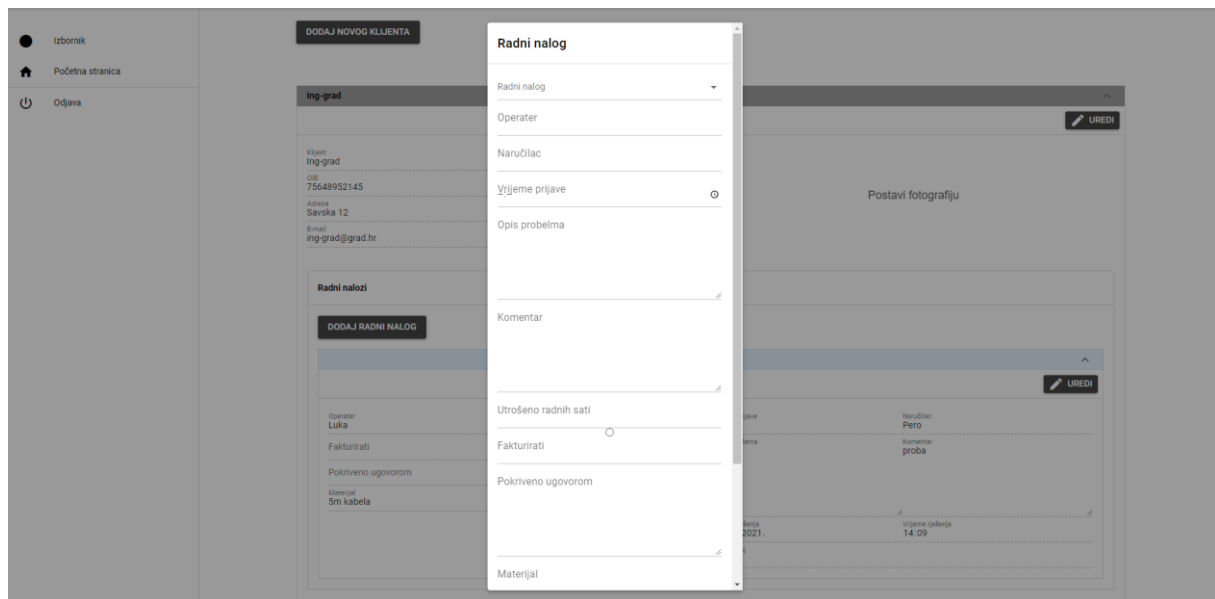 Izbornik
Početna stranica
Odjava
DODAJ NOVOG KLIJENTA
Ing-grad
UREDI
Klijent
Ing-grad
OIB
75648952145
Adresa
Savska 12
E-mail
ing-grad@grad.hr
Postavi fotografiju
Radni nalozi
DODAJ RADNI NALOG
UREDI
Operater
Luka
Fakturirati
Pokriveno ugovorom
Materijal
5m kabela
Naručilac
Pero
Komentar
proba
2021.
Vrijeme rješenja
14:09
Radni nalog
Radni nalog
Operater
Naručilac
Vrijeme prijave
Opis probelma
Komentar
Utrošeno radnih sati
Fakturirati
Pokriveno ugovorom
Materijal